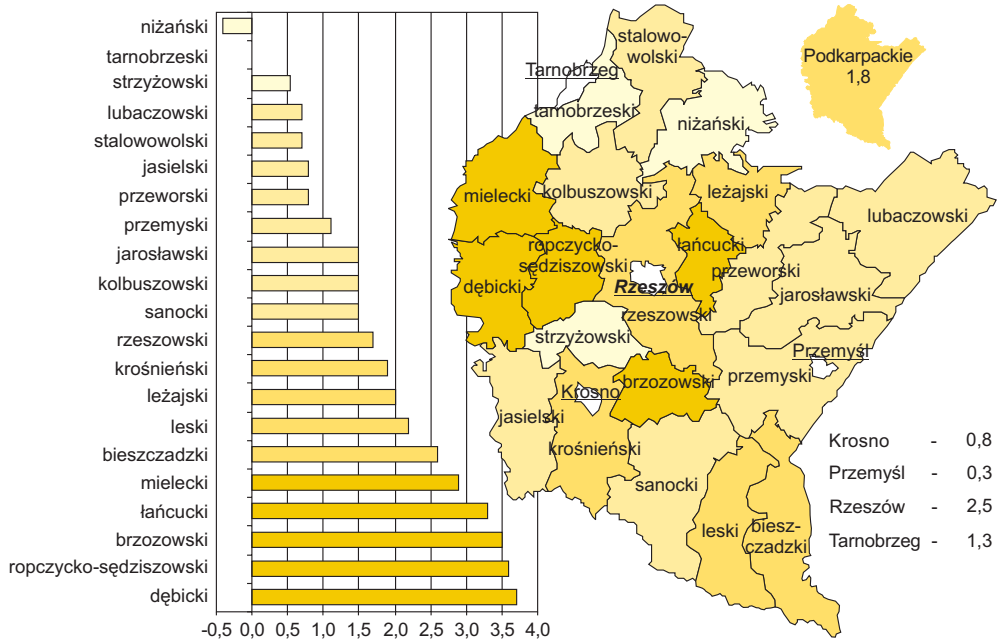 niżański
tarnobrzeski
strzyżowski
lubaczowski
stalowowolski
jasielski
przeworski
przemyski
jarosławski
kolbuszowski
sanocki
rzeszowski
krośnieński
leżajski
leski
bieszczadzki
mielecki
łańcucki
brzozowski
ropczycko-sędziszowski
dębicki
-0,5 0,0 0,5 1,0 1,5 2,0 2,5 3,0 3,5 4,0
stalowo-
wolski
Tarnobrzeg
tarnobrzeski
niżański
mielecki
kolbuszowski
leżajski
lubaczowski
ropczycko-
sędziszowski
łańcucki
dębicki
przeworski
jarosławski
Rzeszów
rzeszowski
strzyżowski
Przemyśl
przemyski
brzozowski
Krosno
jasielski
krośnieński
sanocki
leski
biesz-
czadzki
Podkarpackie
1,8
Krosno - 0,8
Przemyśl - 0,3
Rzeszów - 2,5
Tarnobrzeg - 1,3